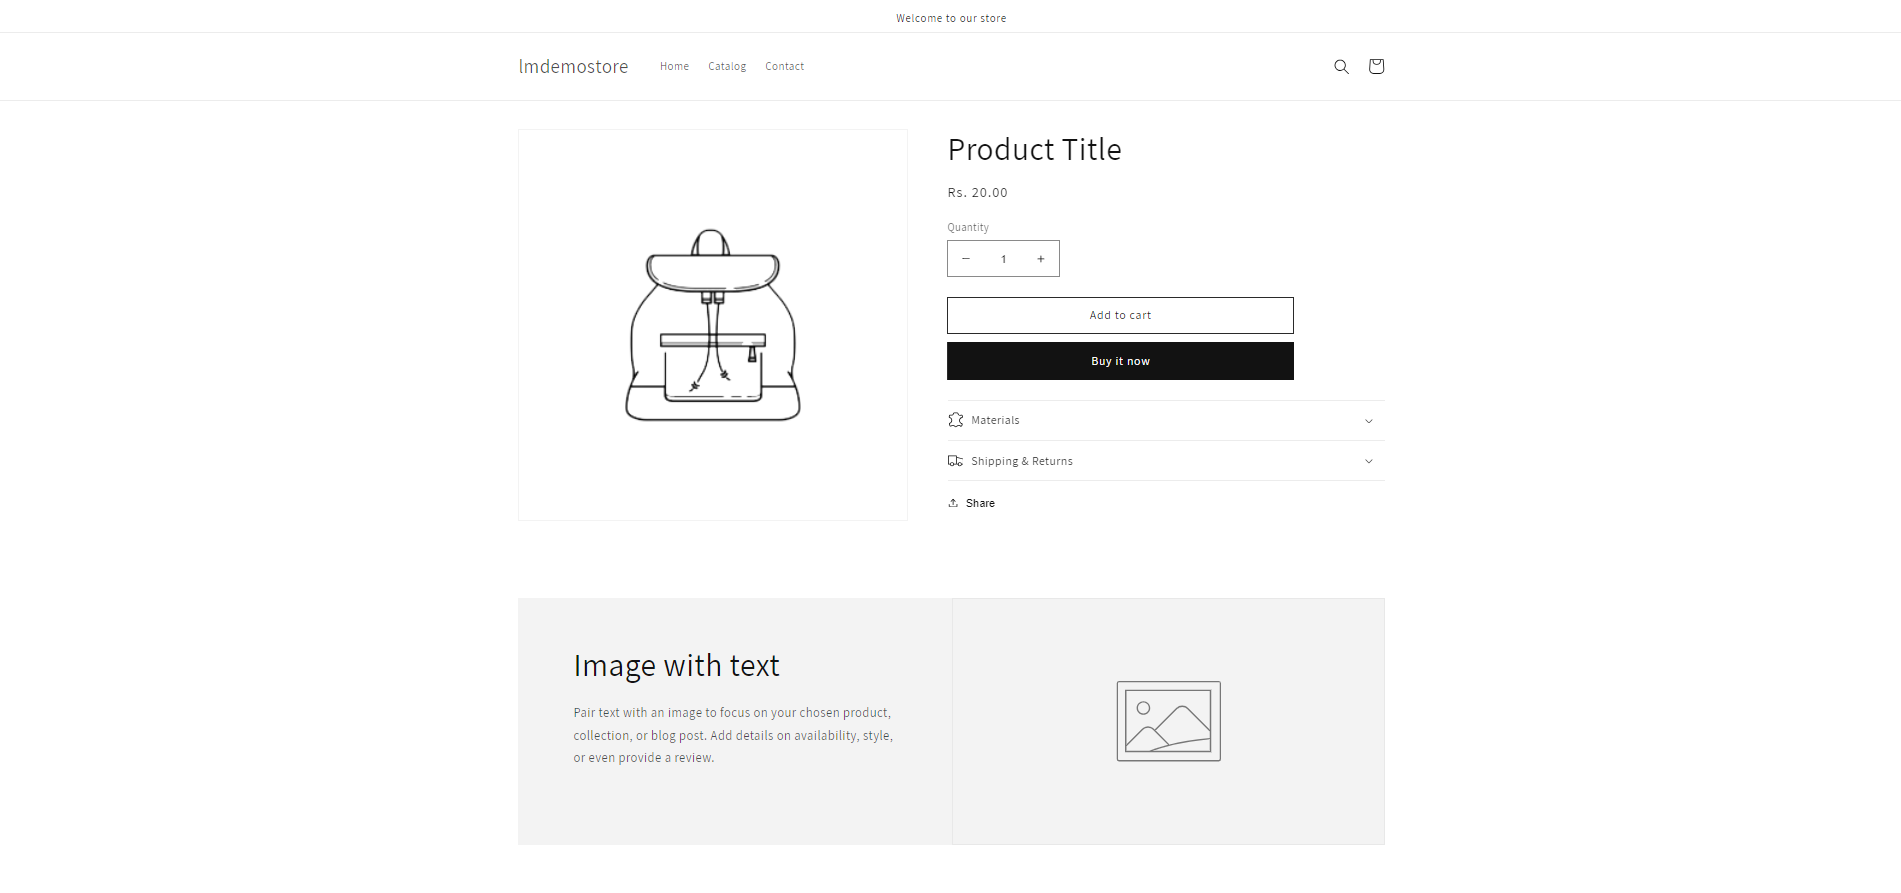 Welcome to our store
lmdemostore
Home
Catalog
Contact
Product Title
Rs. 20.00
Quantity
− 1 +
Add to cart
Buy it now
Materials
Shipping & Returns
Share
Image with text
Pair text with an image to focus on your chosen product,
collection, or blog post. Add details on availability, style,
or even provide a review.